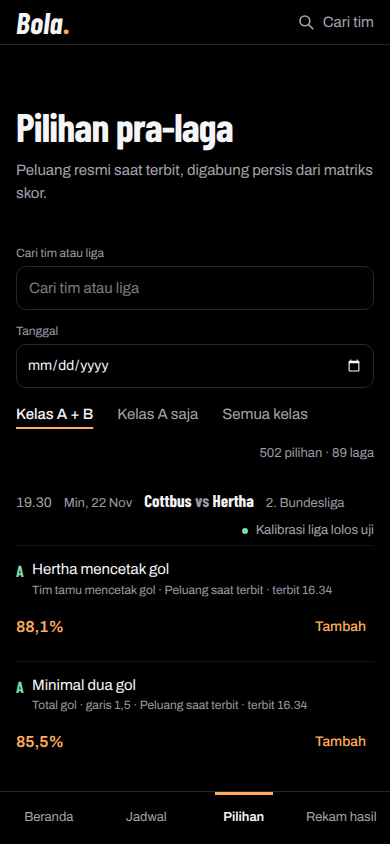 Bola.
Cari tim
Pilihan pra-laga
Peluang resmi saat terbit, digabung persis dari matriks
skor.
Cari tim atau liga
Cari tim atau liga
Tanggal
mm/dd/yyyy
Kelas A + B Kelas A saja Semua kelas
502 pilihan · 89 laga
19.30 Min, 22 Nov Cottbus vs Hertha 2. Bundesliga
Kalibrasi liga lolos uji
A Hertha mencetak gol
Tim tamu mencetak gol · Peluang saat terbit · terbit 16.34
88,1% Tambah
A Minimal dua gol
Total gol · garis 1,5 · Peluang saat terbit · terbit 16.34
85,5% Tambah
Beranda Jadwal Pilihan Rekam hasil